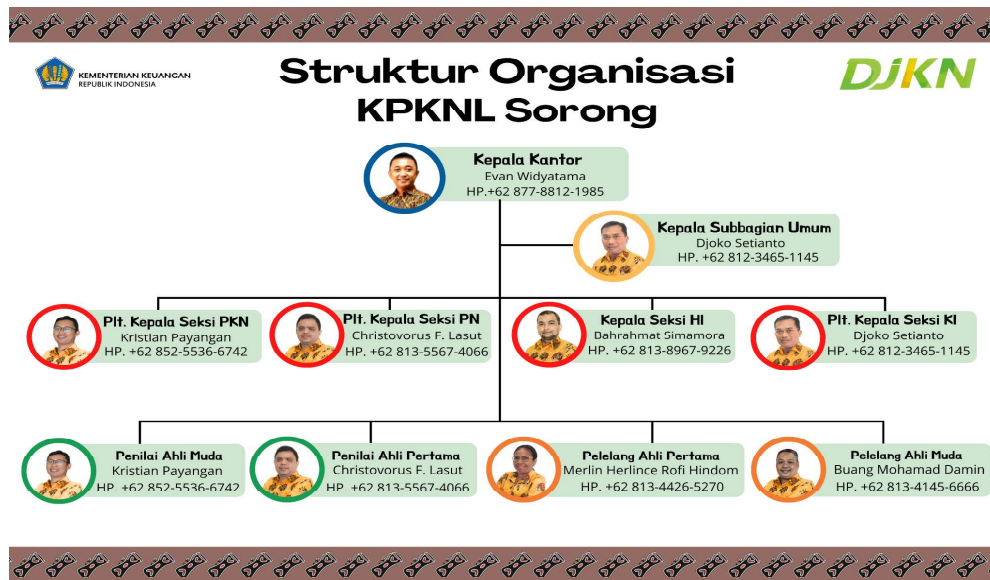 KEMENTERIAN KEUANGAN
REPUBLIK INDONESIA
Struktur Organisasi
KPKNL Sorong
DJKN
Kepala Kantor
Evan Widyatama
HP.+62 877-8812-1985
Kepala Subbagian Umum
Djoko Setianto
HP. +62 812-3465-1145
Plt. Kepala Seksi PKN
Kristian Payangan
HP. +62 852-5536-6742
Plt. Kepala Seksi PN
Christovorus F. Lasut
HP. +62 813-5567-4066
Kepala Seksi HI
Dahrahmat Simamora
HP. +62 813-8967-9226
Plt. Kepala Seksi KI
Djoko Setianto
HP. +62 812-3465-1145
Penilai Ahli Muda
Kristian Payangan
HP. +62 852-5536-6742
Penilai Ahli Pertama
Christovorus F. Lasut
HP. +62 813-5567-4066
Pelelang Ahli Pertama
Merlin Herlince Rofi Hindom
HP. +62 813-4426-5270
Pelelang Ahli Muda
Buang Mohamad Damin
HP. +62 813-4145-6666